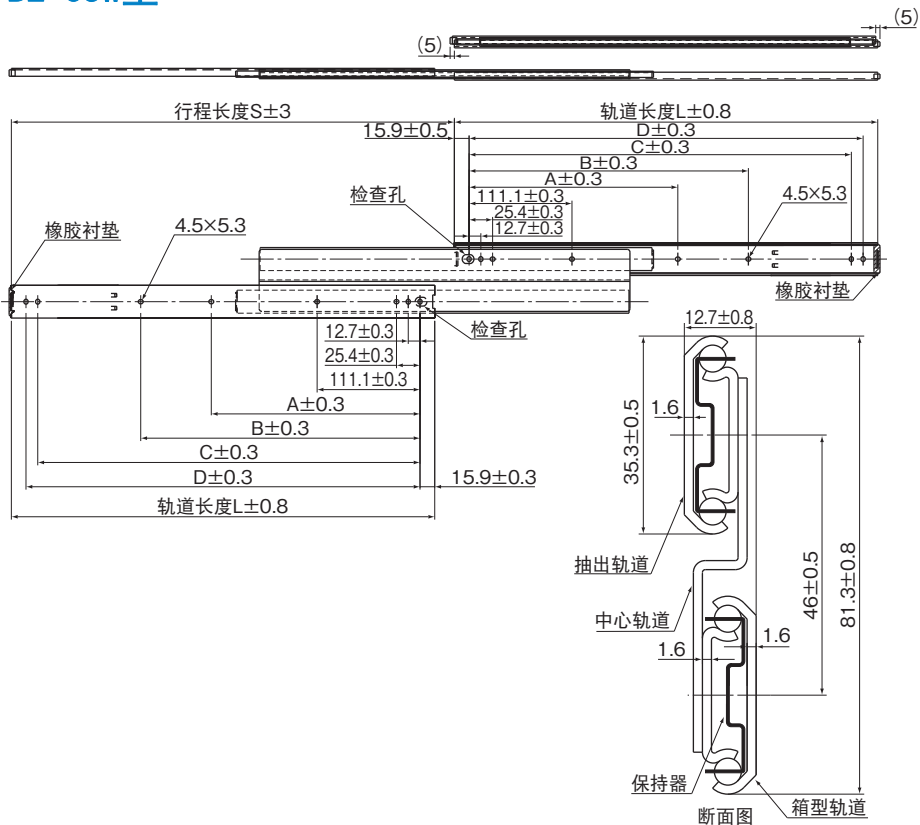 (5)
(5)
行程长度S±3
轨道长度L±0.8
15.9±0.5
D±0.3
C±0.3
B±0.3
A±0.3
检查孔
111.1±0.3
4.5×5.3
25.4±0.3
12.7±0.3
橡胶衬垫
4.5×5.3
橡胶衬垫
12.7±0.3
检查孔
12.7±0.8
25.4±0.3
111.1±0.3
A±0.3
1.6
B±0.3
35.3±0.5
C±0.3
D±0.3
15.9±0.3
轨道长度L±0.8
抽出轨道
46±0.5
81.3±0.8
中心轨道
1.6
1.6
保持器
箱型轨道
断面图